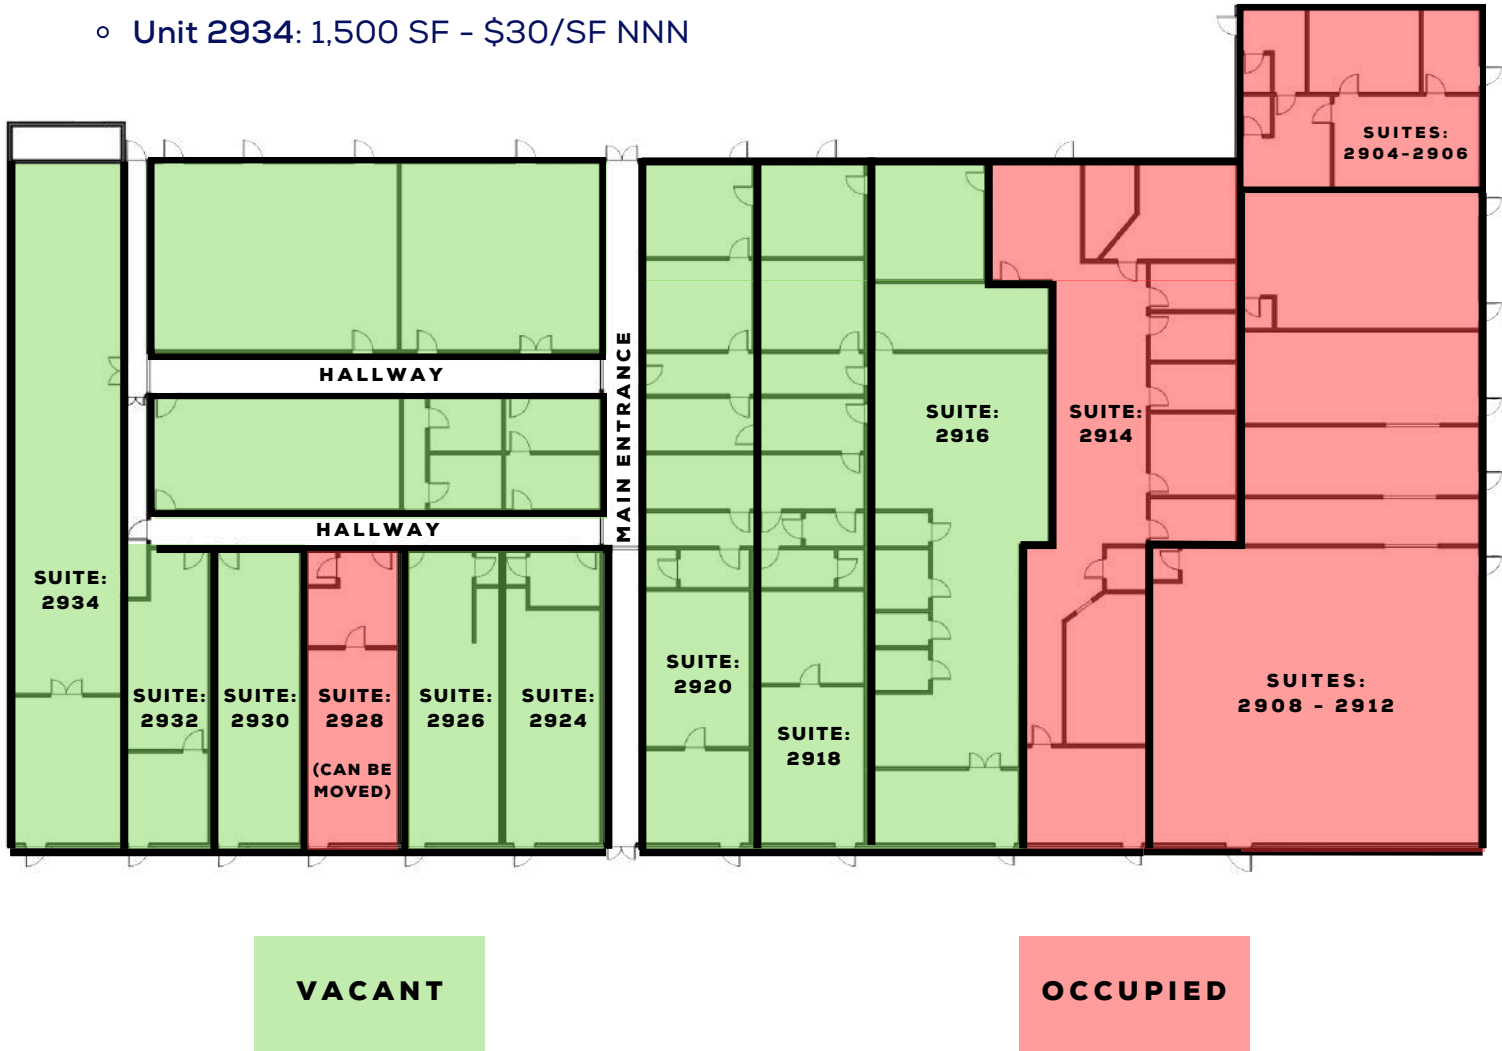 ○ Unit 2934: 1,500 SF - $30/SF NNN
SUITES:
2904-2906
HALLWAY
MAIN ENTRANCE
SUITE:
2916
SUITE:
2914
HALLWAY
SUITE:
2934
SUITE:
2932
SUITE:
2930
SUITE:
2928
(CAN BE
MOVED)
SUITE:
2926
SUITE:
2924
SUITE:
2920
SUITE:
2918
SUITES:
2908 - 2912
VACANT
OCCUPIED